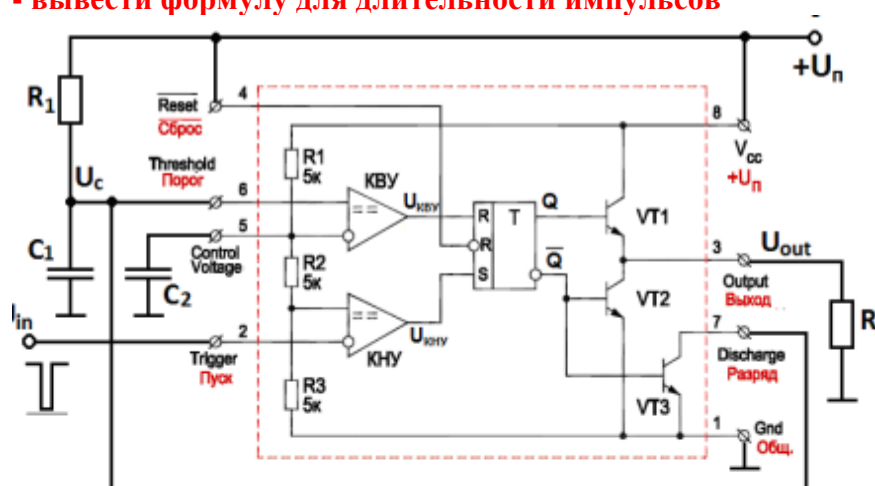 - вывести формулу для длительности импульсов
+Uп
R1
Reset
Сброс
4
8
Vcc
+Uп
R1
5к
КВУ
Uкву
Threshold
Порог
6
Uc
R
T
Q
VT1
5
Control
Voltage
R
S
Q
3
Uout
Output
Выход
C1
C2
R2
5к
VT2
R
Uin
2
Trigger
Пуск
КНУ
Uкну
7
Discharge
Разряд
R3
5к
VT3
1
Gnd
Общ.